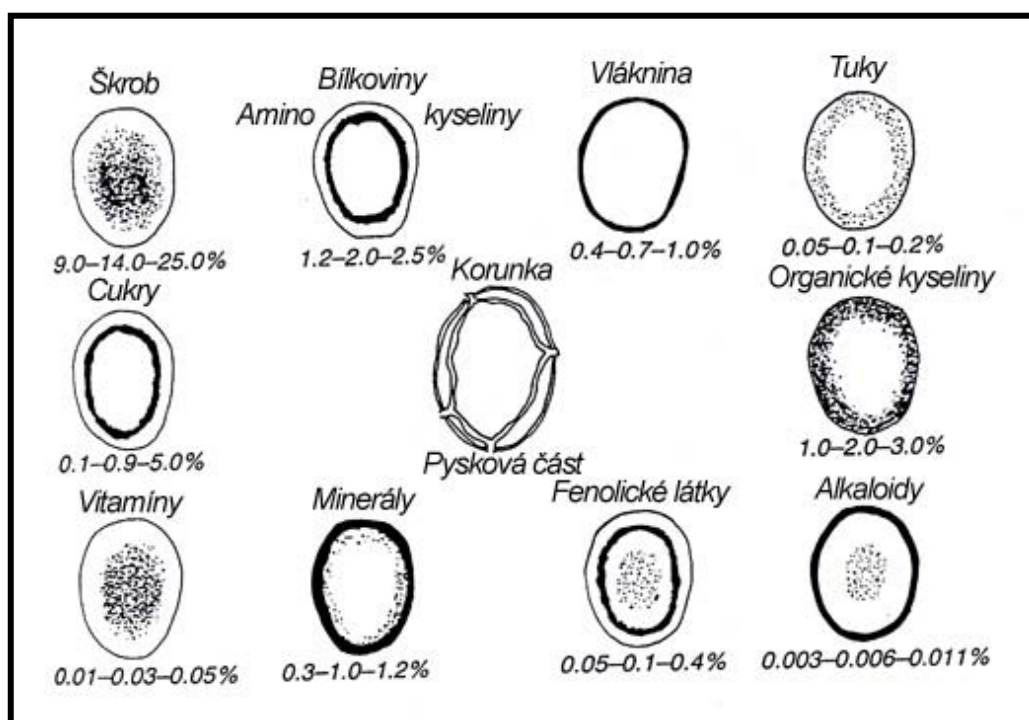 Škrob
9.0–14.0–25.0%
Bílkoviny
Amino kyseliny
1.2–2.0–2.5%
Vláknina
0.4–0.7–1.0%
Tuky
0.05–0.1–0.2%
Cukry
0.1–0.9–5.0%
Korunka
Pysková část
Organické kyseliny
1.0–2.0–3.0%
Vitamíny
0.01–0.03–0.05%
Minerály
0.3–1.0–1.2%
Fenolické látky
0.05–0.1–0.4%
Alkaloidy
0.003–0.006–0.011%